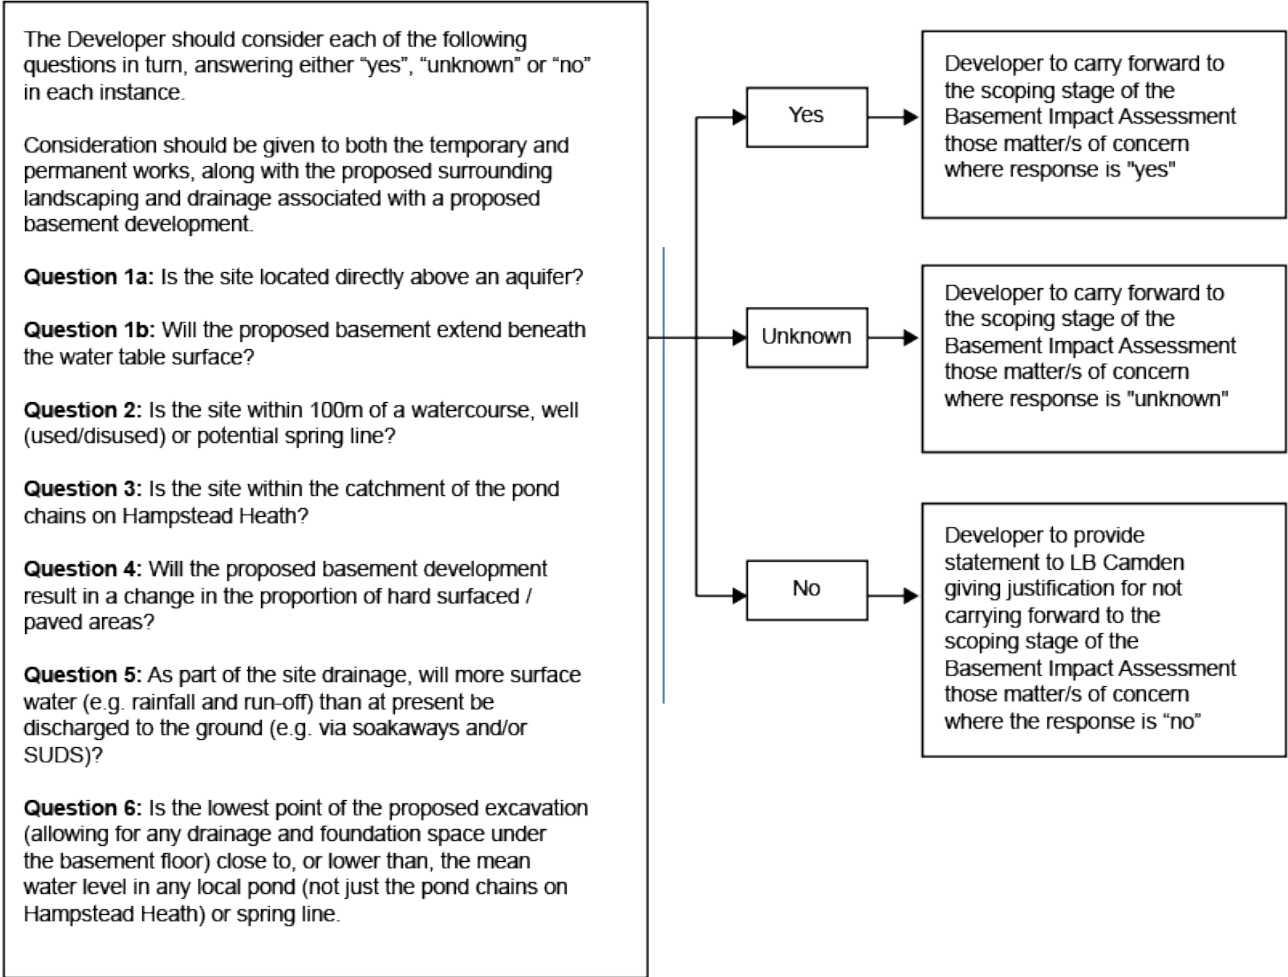 The Developer should consider each of the following
questions in turn, answering either “yes”, “unknown” or “no”
in each instance.
Consideration should be given to both the temporary and
permanent works, along with the proposed surrounding
landscaping and drainage associated with a proposed
basement development.
Question 1a: Is the site located directly above an aquifer?
Question 1b: Will the proposed basement extend beneath
the water table surface?
Question 2: Is the site within 100m of a watercourse, well
(used/disused) or potential spring line?
Question 3: Is the site within the catchment of the pond
chains on Hampstead Heath?
Question 4: Will the proposed basement development
result in a change in the proportion of hard surfaced /
paved areas?
Question 5: As part of the site drainage, will more surface
water (e.g. rainfall and run-off) than at present be
discharged to the ground (e.g. via soakaways and/or
SUDS)?
Question 6: Is the lowest point of the proposed excavation
(allowing for any drainage and foundation space under
the basement floor) close to, or lower than, the mean
water level in any local pond (not just the pond chains on
Hampstead Heath) or spring line.
Yes
Developer to carry forward to
the scoping stage of the
Basement Impact Assessment
those matter/s of concern
where response is "yes"
Unknown
Developer to carry forward to
the scoping stage of the
Basement Impact Assessment
those matter/s of concern
where response is "unknown"
No
Developer to provide
statement to LB Camden
giving justification for not
carrying forward to the
scoping stage of the
Basement Impact Assessment
those matter/s of concern
where the response is “no”